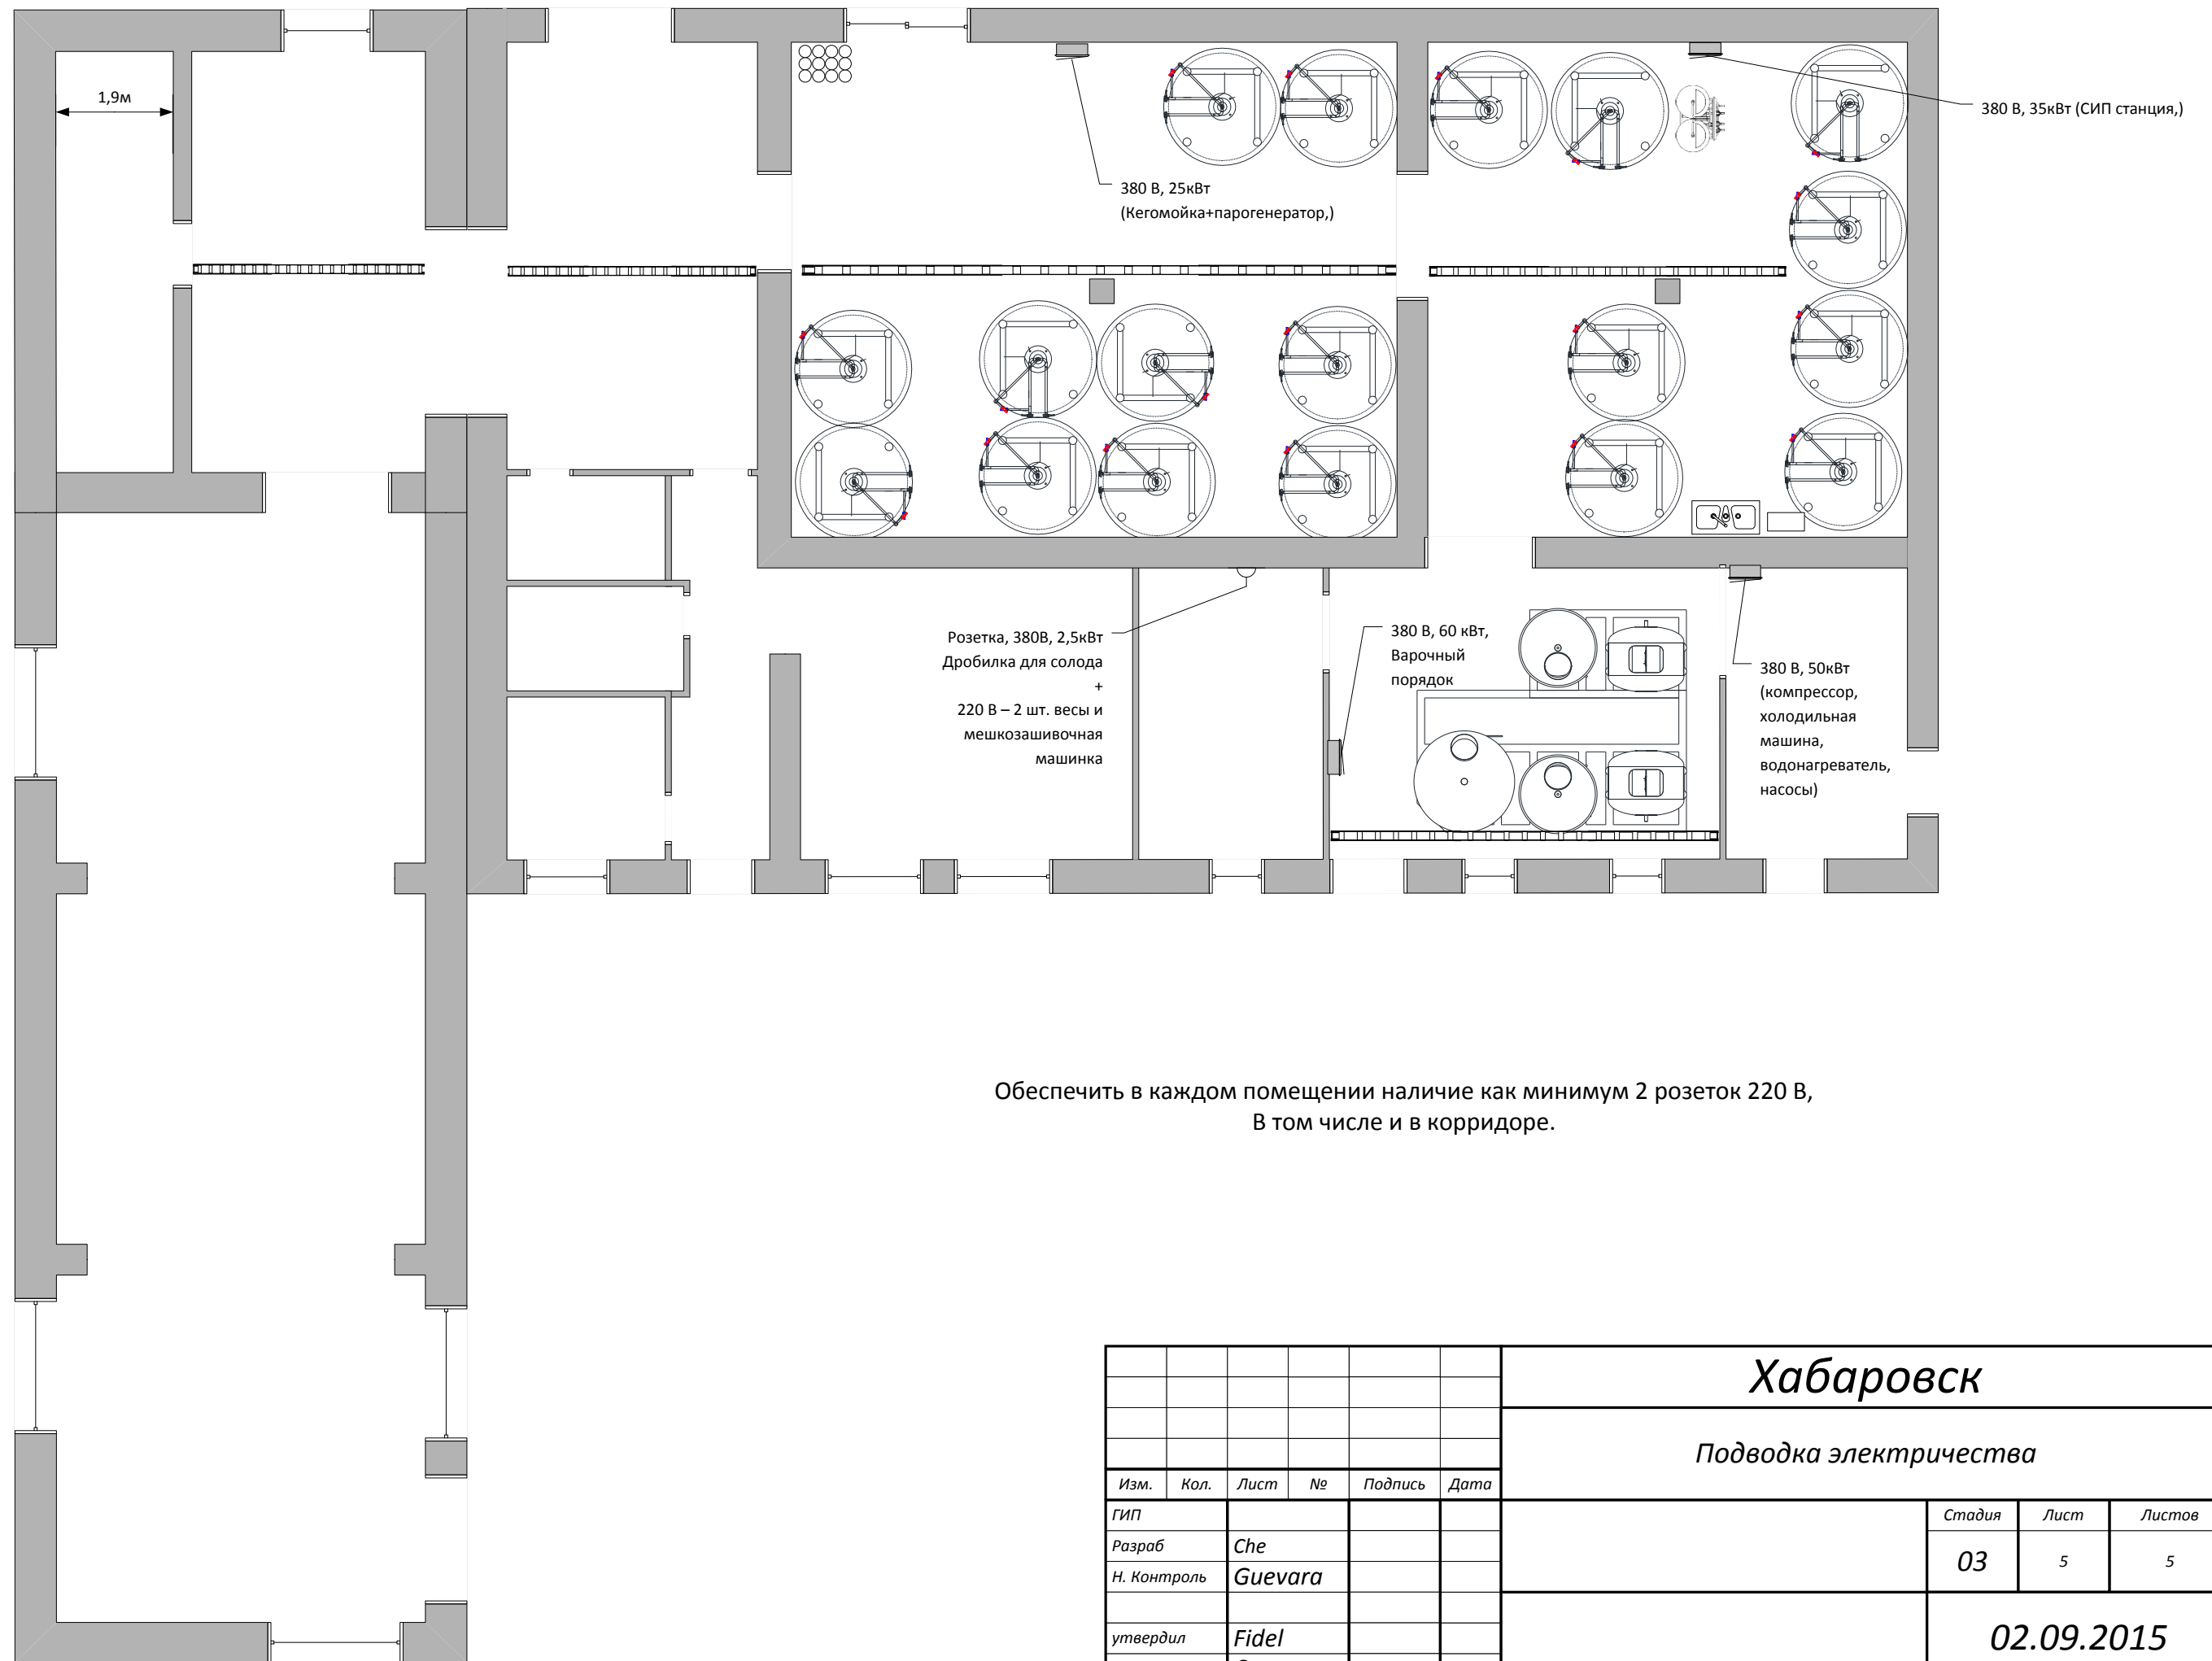 1,9м
380 В, 35кВт (СИП станция,)
380 В, 25кВт
(Кегомойка+парогенератор,)
Розетка, 380В, 2,5кВт
Дробилка для солода
+
220 В – 2 шт. весы и
мешкозашивочная
машинка
380 В, 60 кВт,
Варочный
порядок
380 В, 50кВт
(компрессор,
холодильная
машина,
водонагреватель,
насосы)
Обеспечить в каждом помещении наличие как минимум 2 розеток 220 В,
В том числе и в корридоре.
Хабаровск
Подводка электричества
Изм. Кол. Лист № Подпись Дата
ГИП
Стадия Лист Листов
Разраб Che
03 5 5
Н. Контроль Guevara
утвердил Fidel
02.09.2015